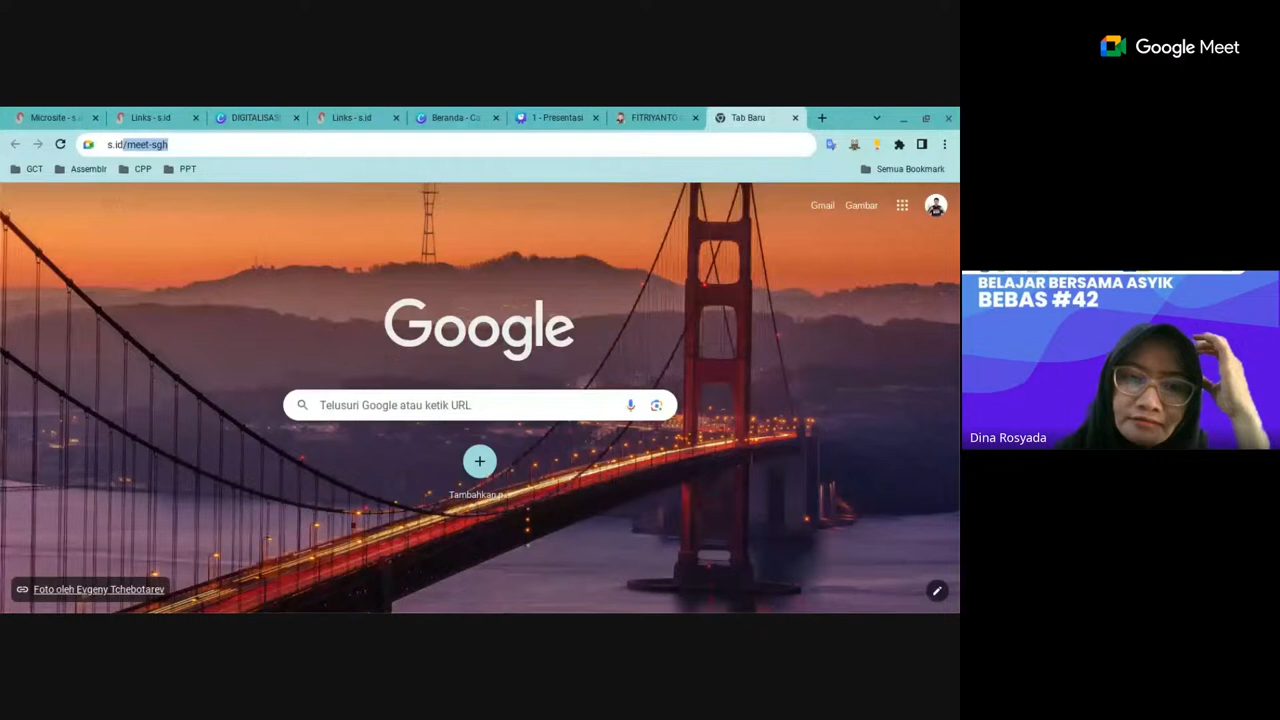 Google Meet
Microsite - s.
Links - s.id
DIGITALISAS
Links - s.id
Beranda - Ca
1 - Presentasi
FITRIYANTO
Tab Baru
s.id/meet-sgh
GCT
Assemblr
CPP
PPT
Semua Bookmark
Gmail
Gambar
Google
Telusuri Google atau ketik URL
Tambahkan p...
Foto oleh Evgeny Tchebotarev
BELAJAR BERSAMA ASYIK
BEBAS #42
Dina Rosyada